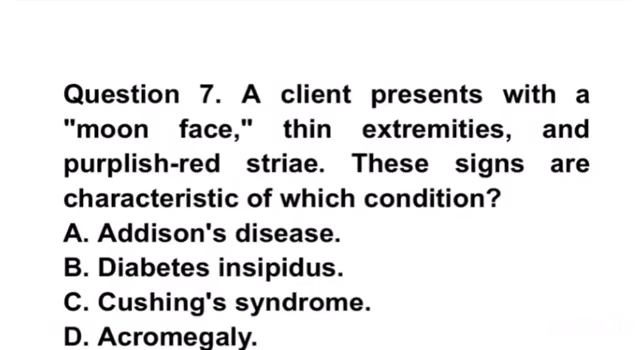 Question 7. A client presents with a
"moon face," thin extremities, and
purplish-red striae. These signs are
characteristic of which condition?
A. Addison's disease.
B. Diabetes insipidus.
C. Cushing's syndrome.
D. Acromegaly.